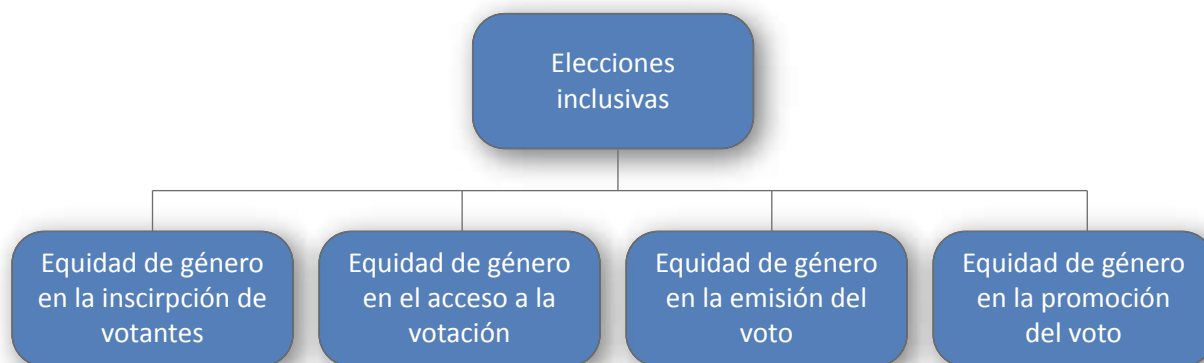 Elecciones
inclusivas
Equidad de género
en la inscirpción de
votantes
Equidad de género
en el acceso a la
votación
Equidad de género
en la emisión del
voto
Equidad de género
en la promoción
del voto